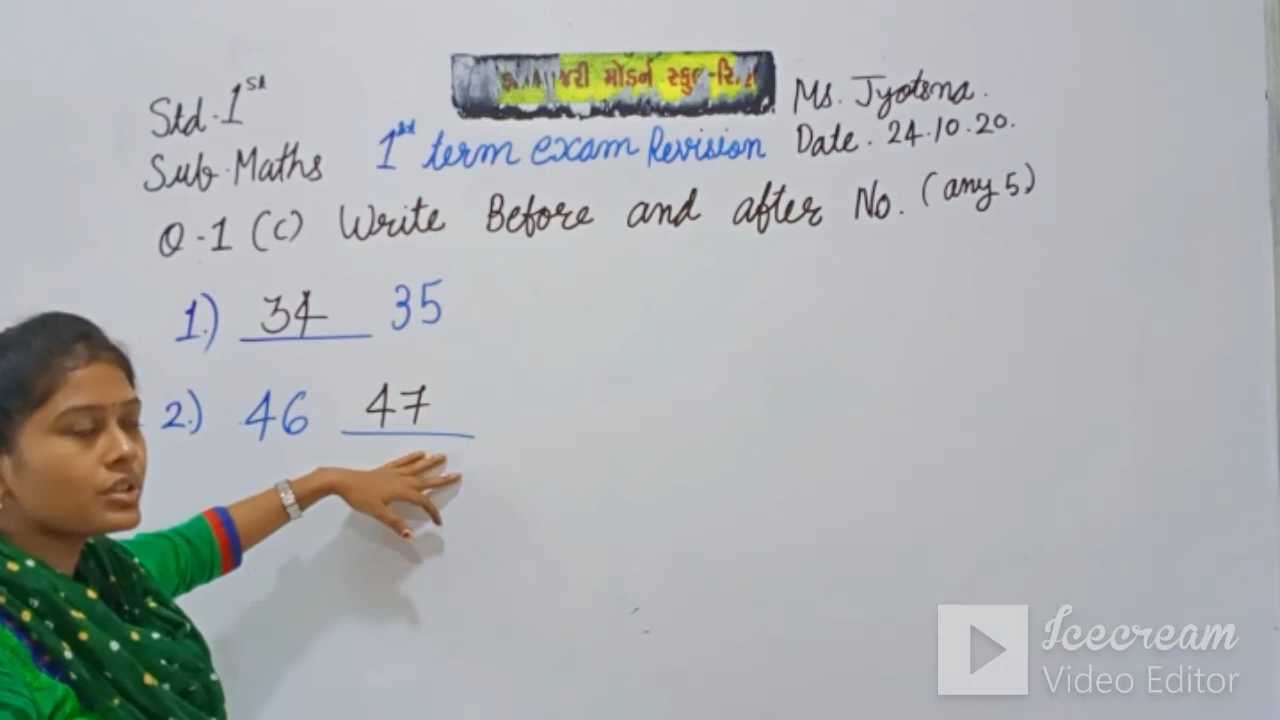 મોડર્ન સ્કુલ
Std. 1st
Ms. Jyotsna.
Sub. Maths
1st term exam Revision
Date. 24.10.20.
Q.1 (C) Write Before and after No. (any 5)
1.) 34 35
2.) 46 47
Icecream
Video Editor